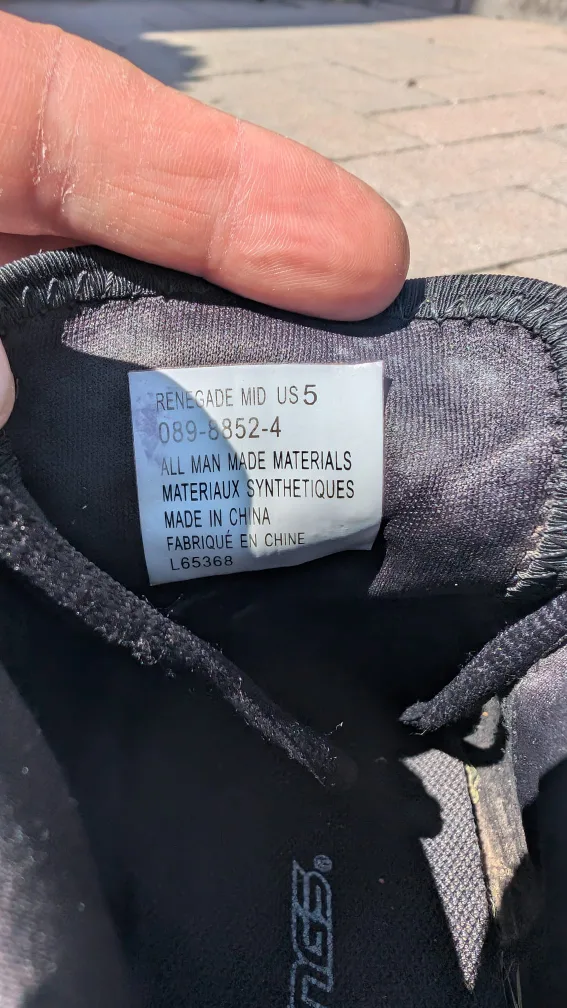 RENEGADE MID US 5
089-8852-4
ALL MAN MADE MATERIALS
MATERIAUX SYNTHETIQUES
MADE IN CHINA
FABRIQUÉ EN CHINE
L65368